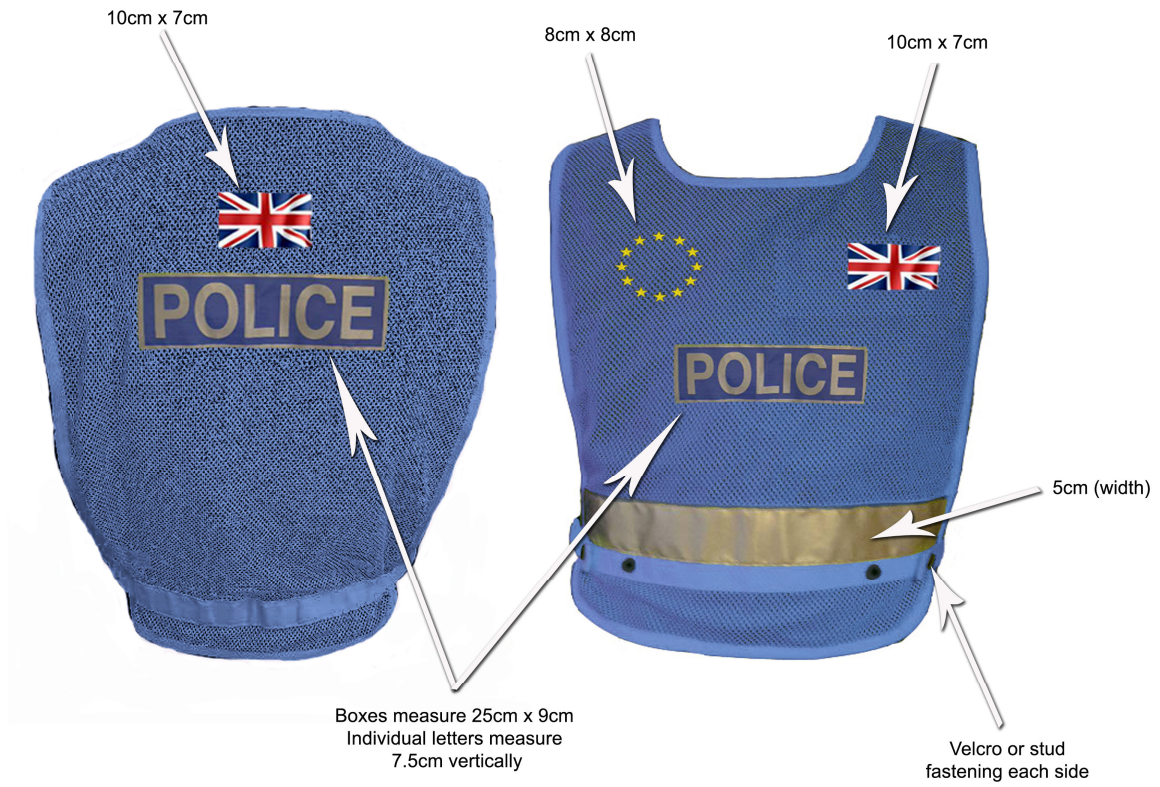 10cm x 7cm
8cm x 8cm
10cm x 7cm
POLICE
POLICE
5cm (width)
Boxes measure 25cm x 9cm
Individual letters measure
7.5cm vertically
Velcro or stud
fastening each side